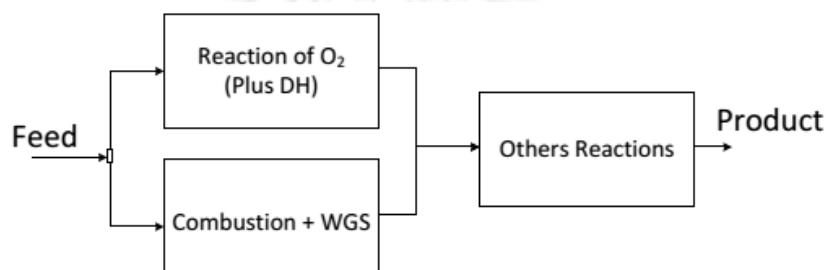 Reaction of O₂
(Plus DH)
Feed
Combustion + WGS
Others Reactions
Product